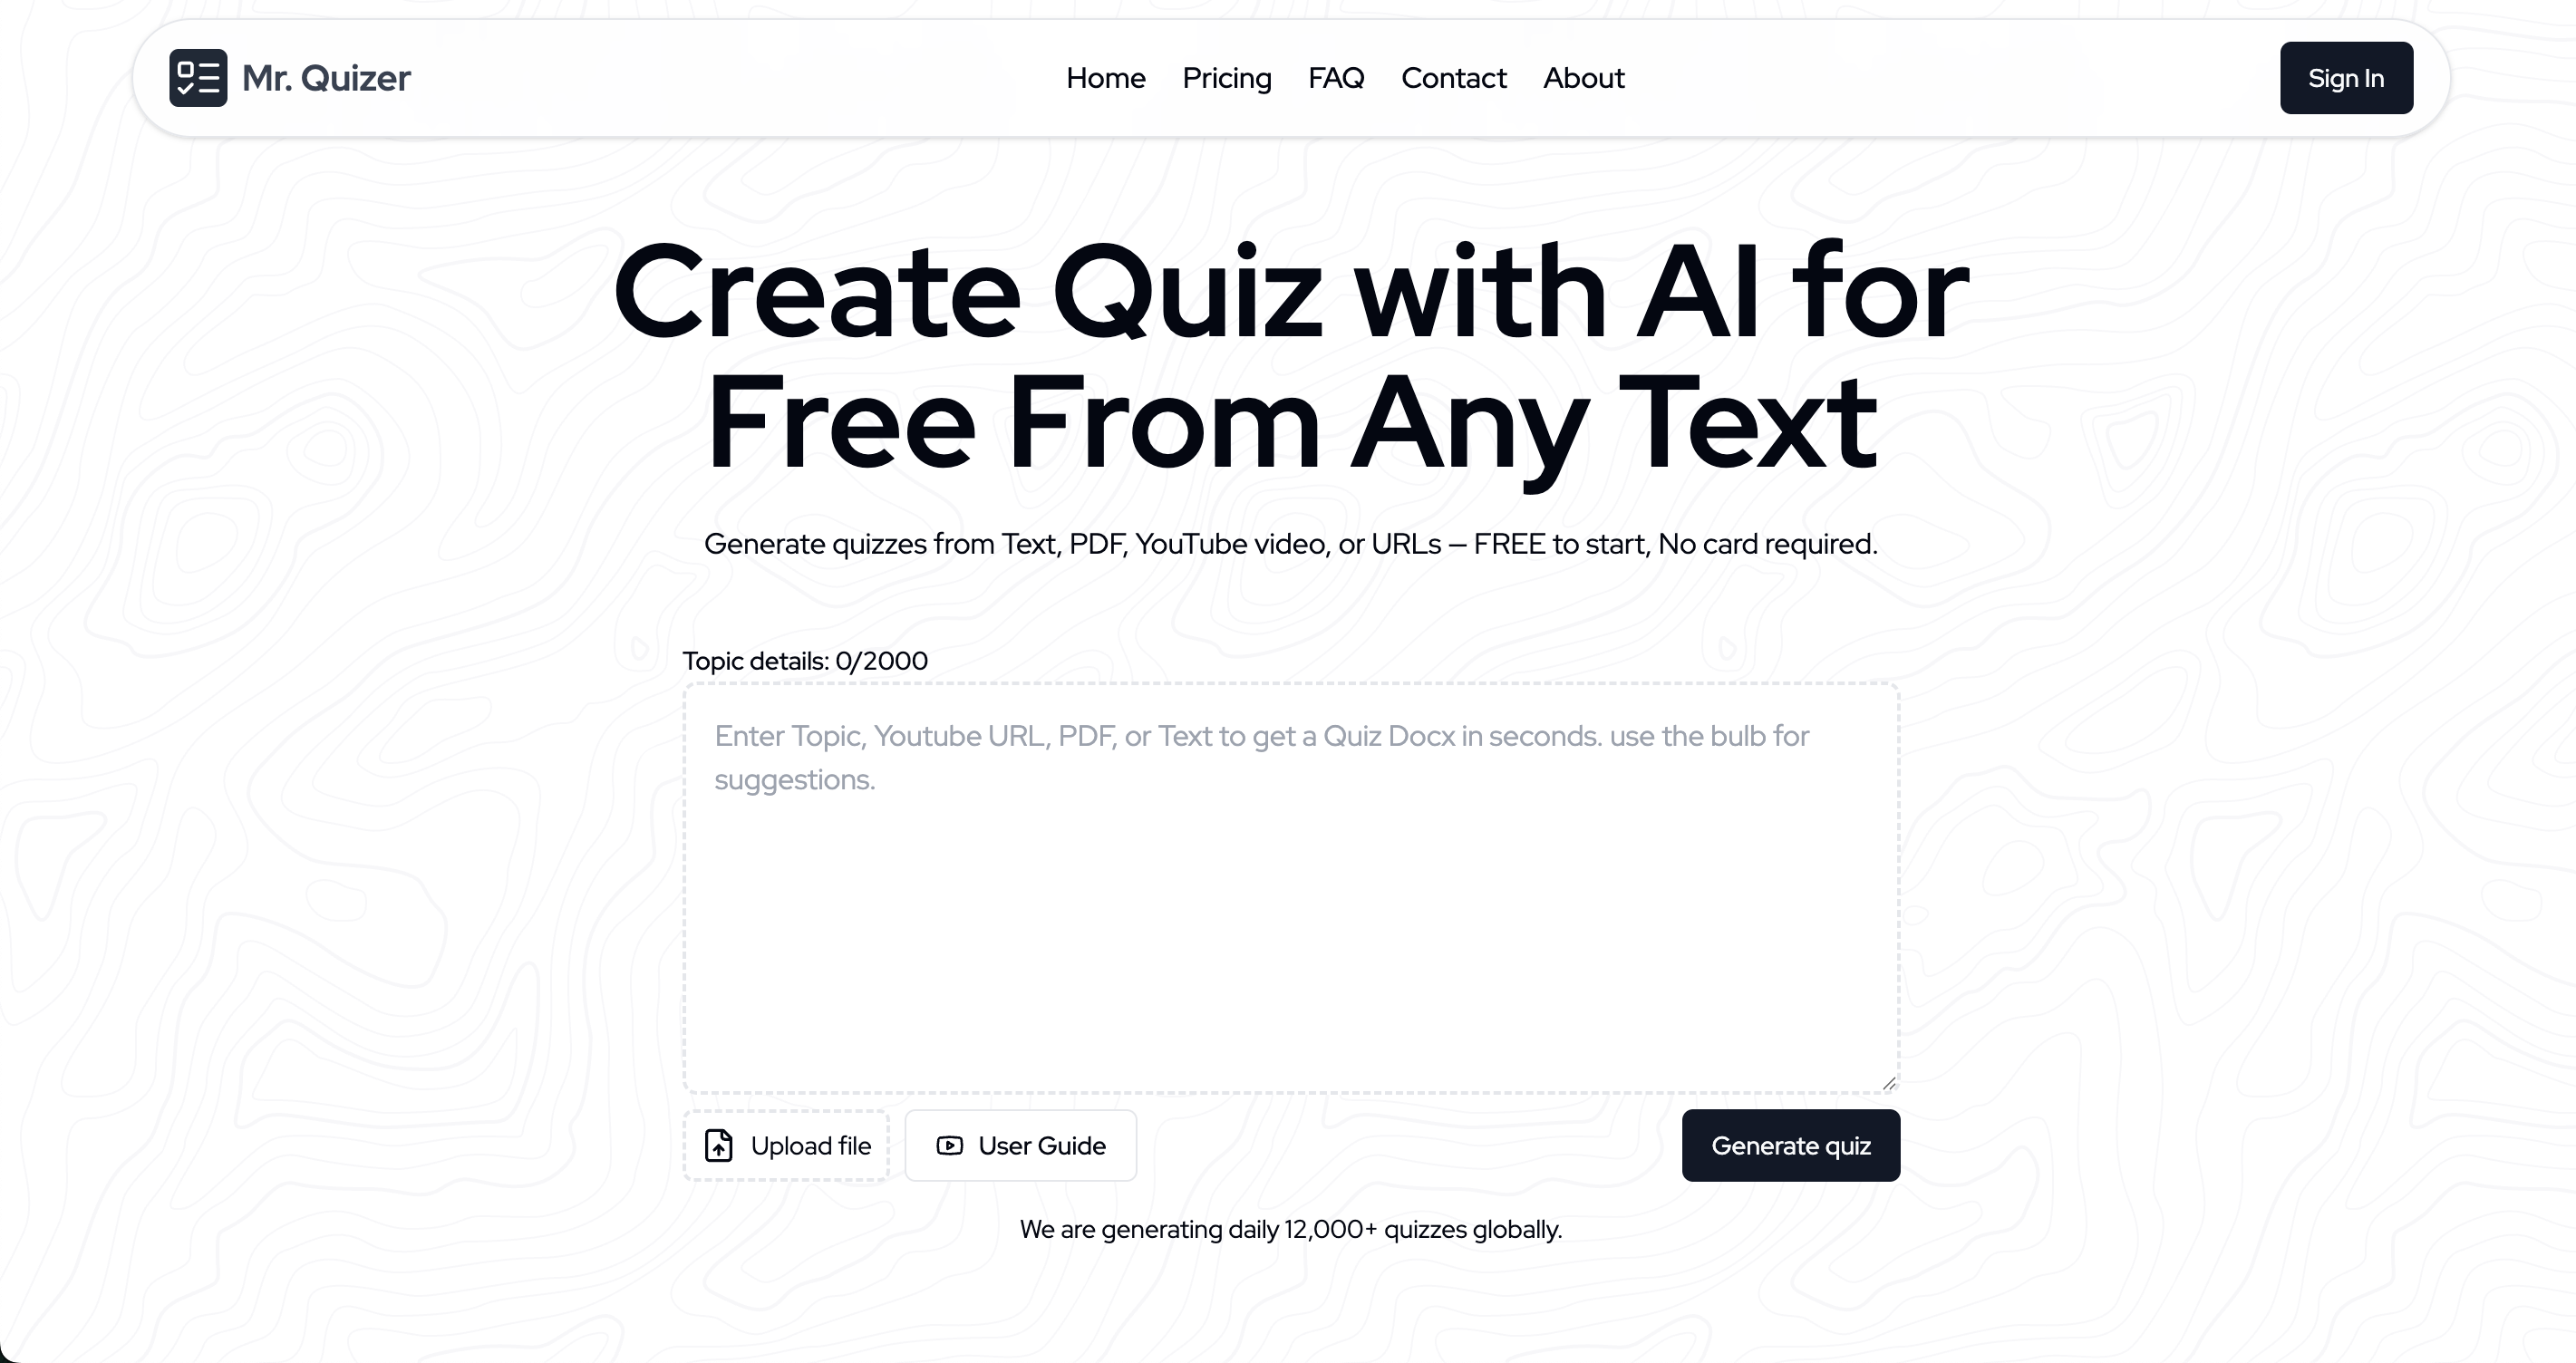 Mr. Quizer
Home Pricing FAQ Contact About
Sign In
Create Quiz with AI for
Free From Any Text
Generate quizzes from Text, PDF, YouTube video, or URLs — FREE to start, No card required.
Topic details: 0/2000
Enter Topic, Youtube URL, PDF, or Text to get a Quiz Docx in seconds. use the bulb for
suggestions.
Upload file
User Guide
Generate quiz
We are generating daily 12,000+ quizzes globally.